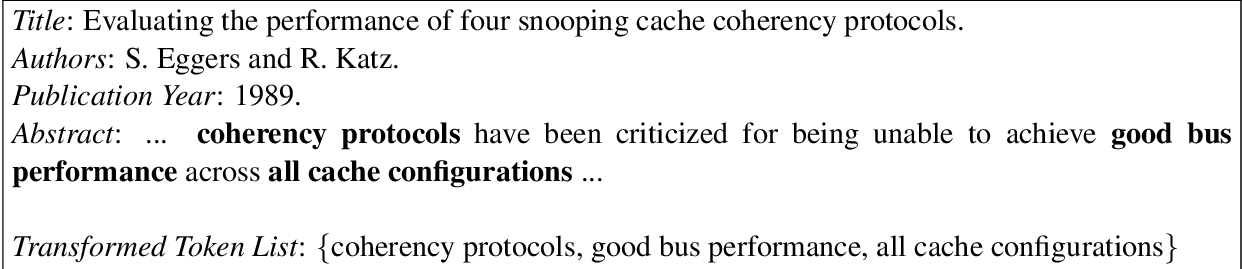 Title: Evaluating the performance of four snooping cache coherency protocols.
Authors: S. Eggers and R. Katz.
Publication Year: 1989.
Abstract: ... coherency protocols have been criticized for being unable to achieve good bus
performance across all cache configurations ...
Transformed Token List: {coherency protocols, good bus performance, all cache configurations}